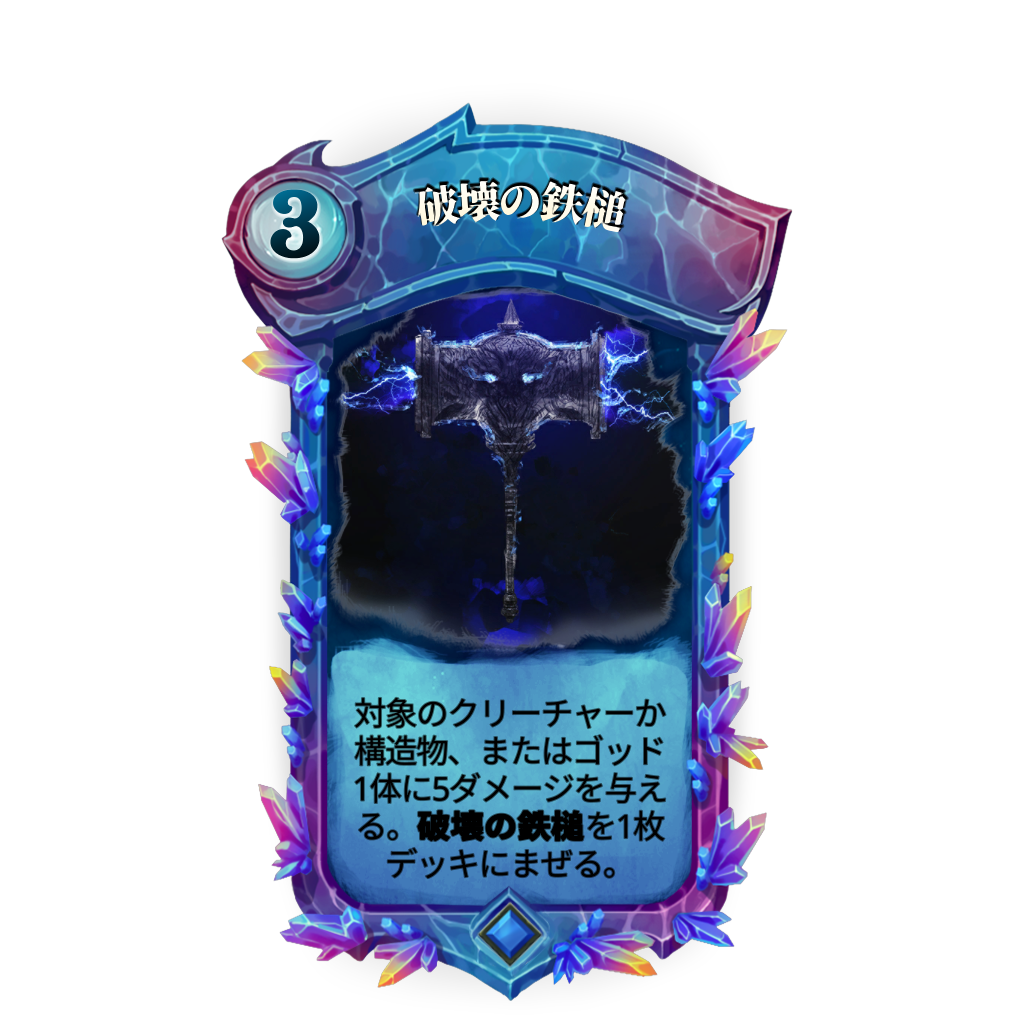 3
破壊の鉄槌
対象のクリーチャーか
構造物、またはゴッド
1体に5ダメージを与え
る。破壊の鉄槌を1枚
デッキにまぜる。